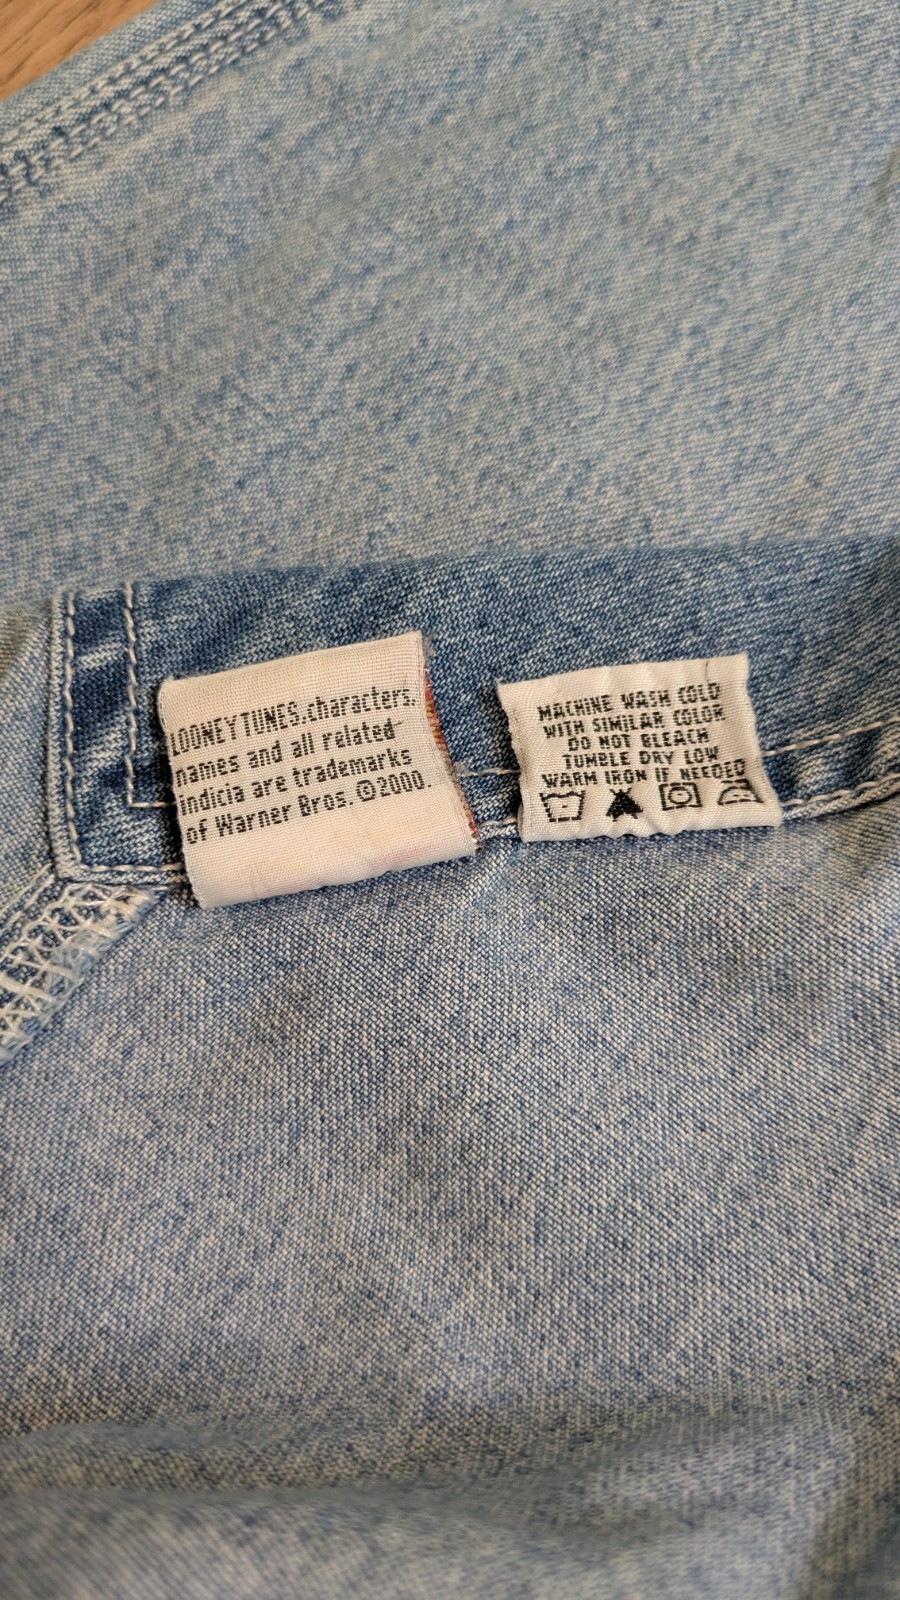 LOONEY TUNES.characters,
names and all related
indicia are trademarks
of Warner Bros. ©2000.
MACHINE WASH COLD
WITH SIMILAR COLOR
DO NOT BLEACH
TUMBLE DRY LOW
WARM IRON IF NEEDED